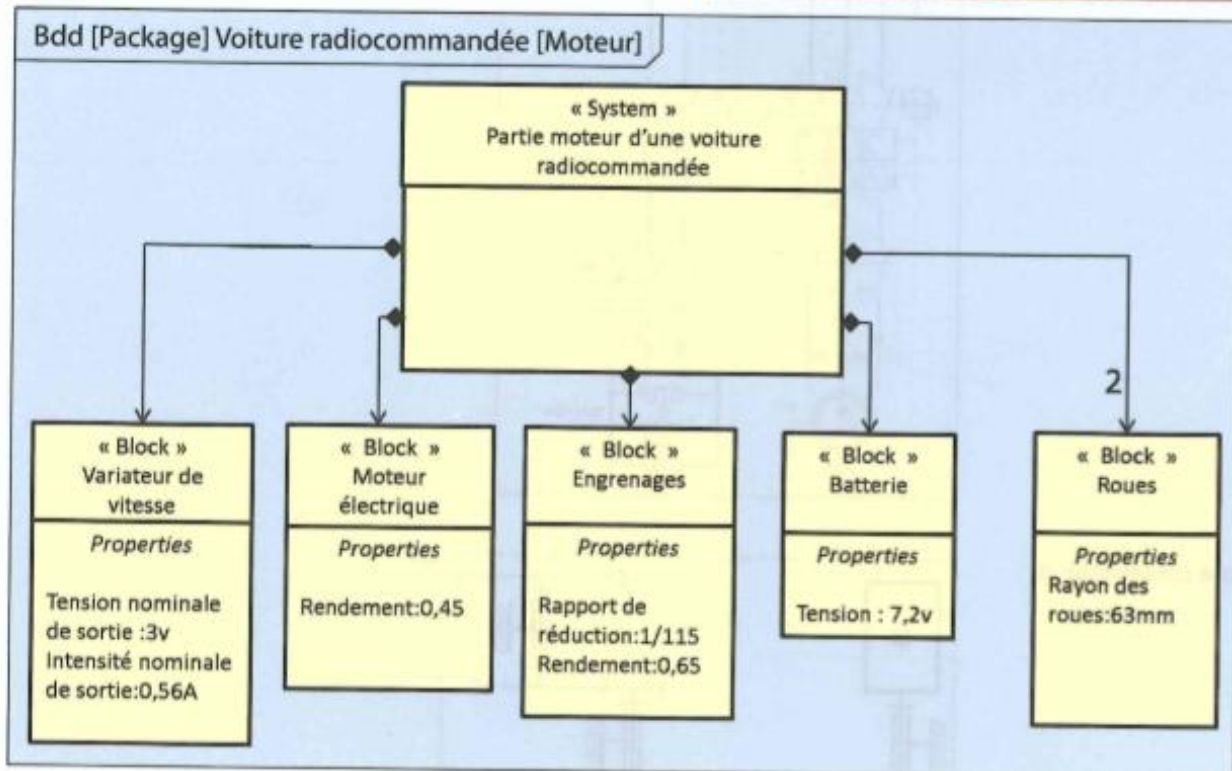 Bdd [Package] Voiture radiocommandée [Moteur]
« System »
Partie moteur d'une voiture
radiocommandée
2
« Block »
Variateur de
vitesse
Properties
Tension nominale
de sortie :3v
Intensité nominale
de sortie:0,56A
« Block »
Moteur
électrique
Properties
Rendement:0,45
« Block »
Engrenages
Properties
Rapport de
réduction:1/115
Rendement:0,65
« Block »
Batterie
Properties
Tension : 7,2v
« Block »
Roues
Properties
Rayon des
roues:63mm